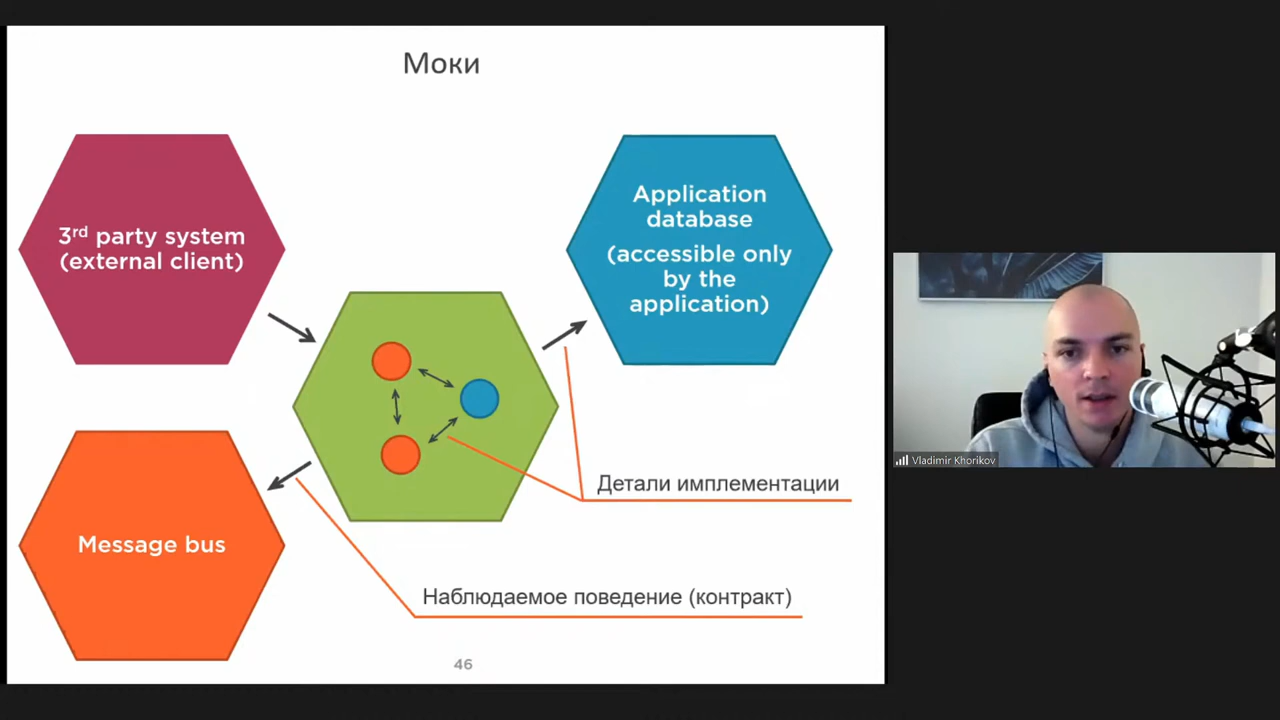 Моки
3rd party system
(external client)
Application
database
(accessible only
by the
application)
Детали имплементации
Message bus
Наблюдаемое поведение (контракт)
46
Vladimir Khorikov